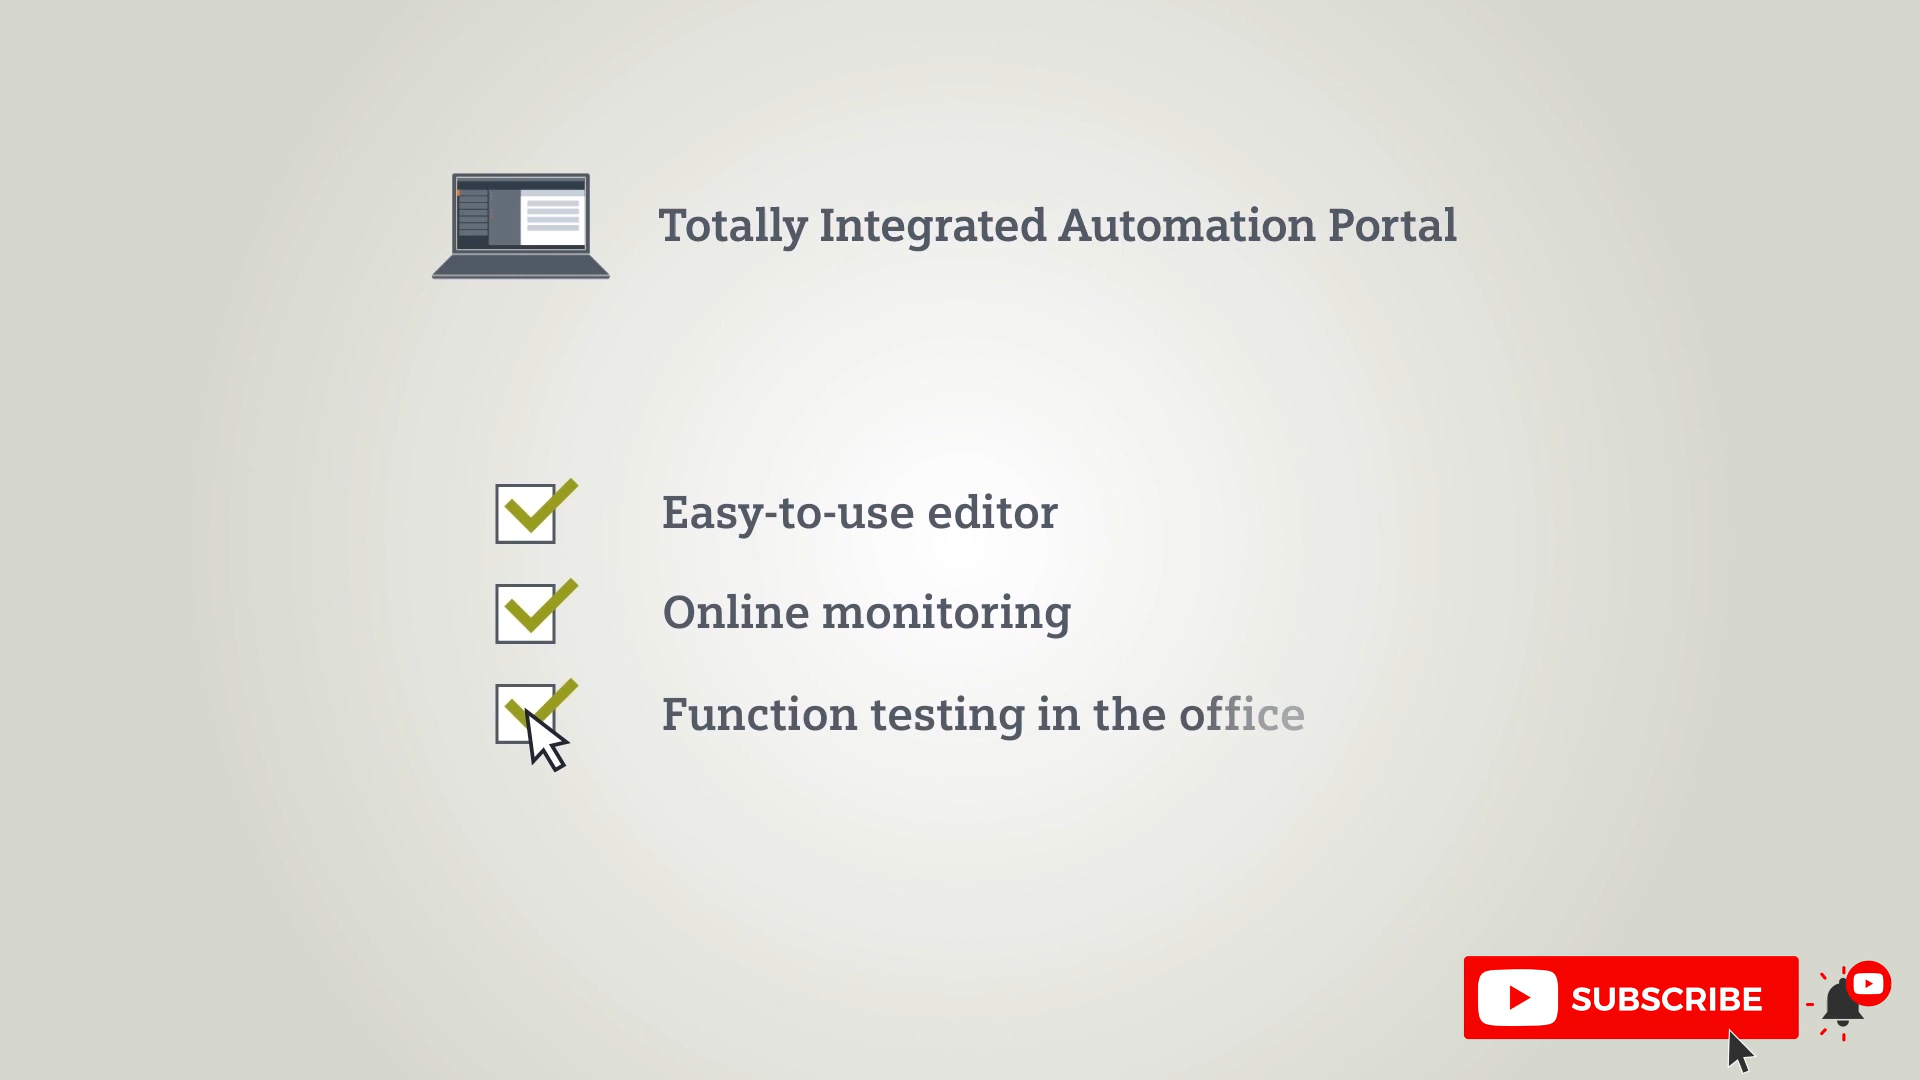 Totally Integrated Automation Portal
Easy-to-use editor
Online monitoring
Function testing in the office
SUBSCRIBE